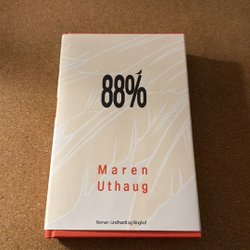 88%
Maren
Uthaug
Roman · Lindhardt og Ringhof